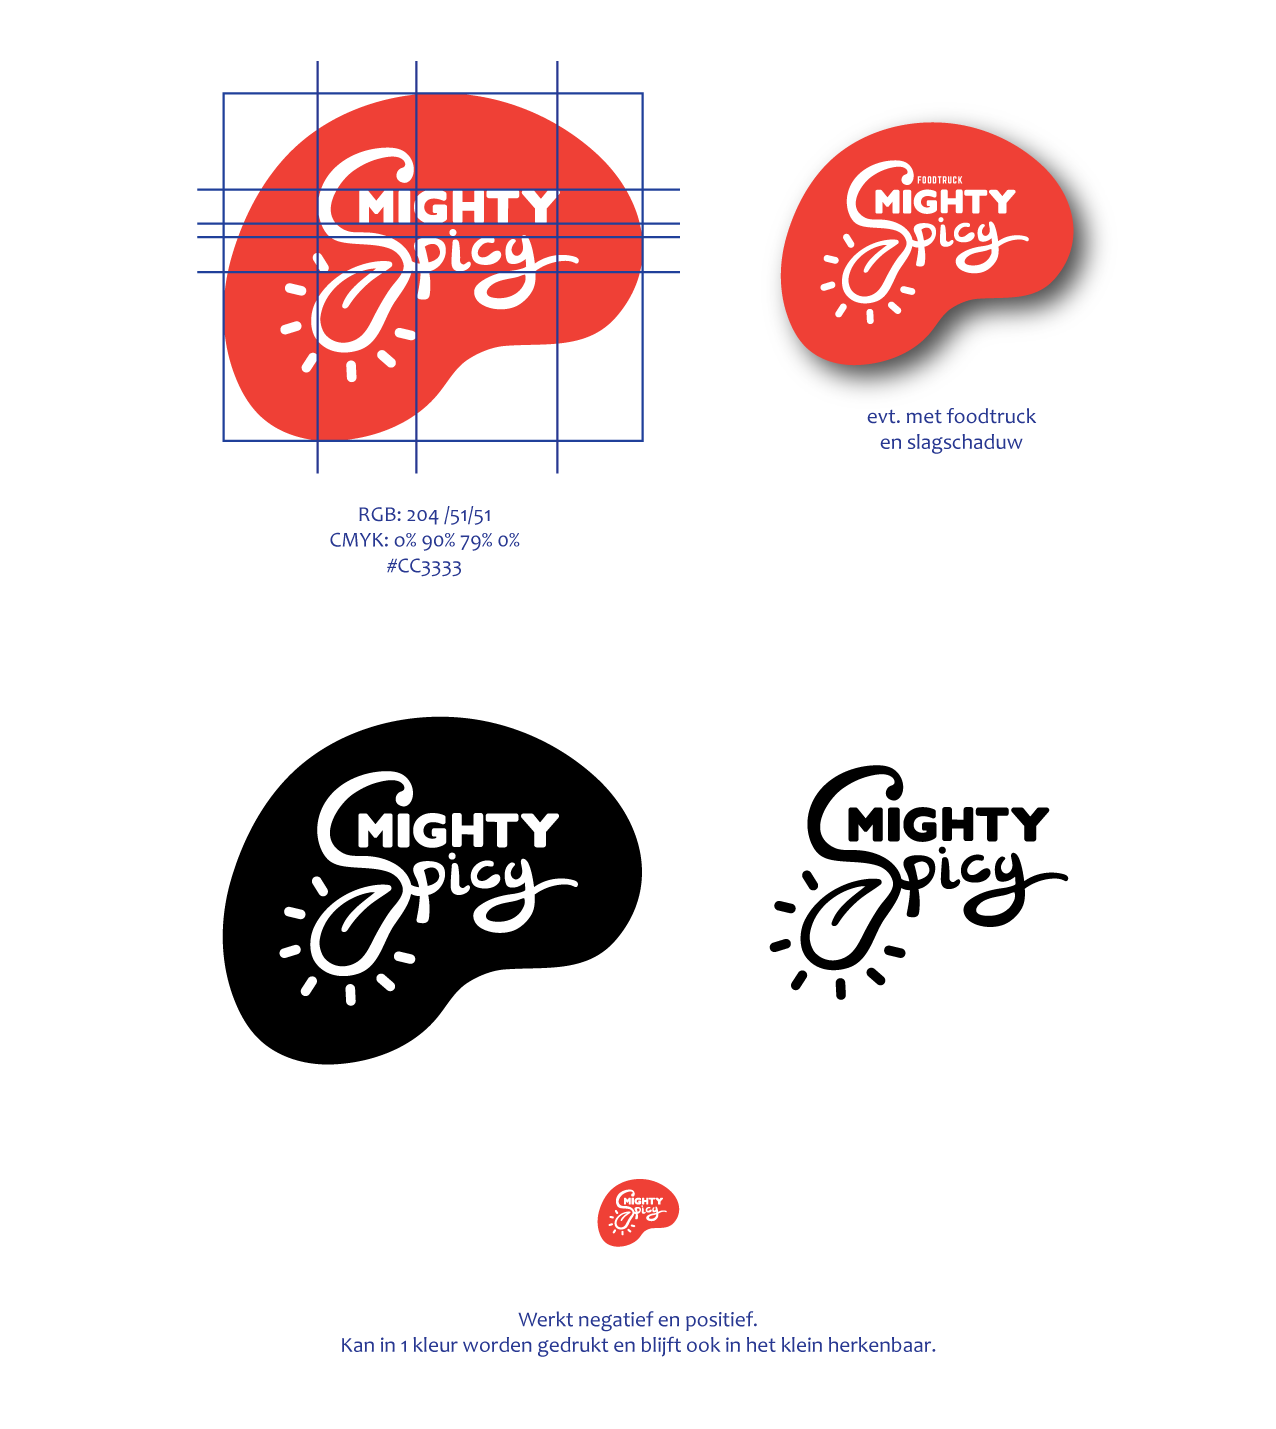 MIGHTY
Spicy
FOODTRUCK
MIGHTY
Spicy
evt. met foodtruck
en slagschaduw
RGB: 204 /51/51
CMYK: 0% 90% 79% 0%
#CC3333
MIGHTY
Spicy
MIGHTY
Spicy
MIGHTY
Spicy
Werkt negatief en positief.
Kan in 1 kleur worden gedrukt en blijft ook in het klein herkenbaar.